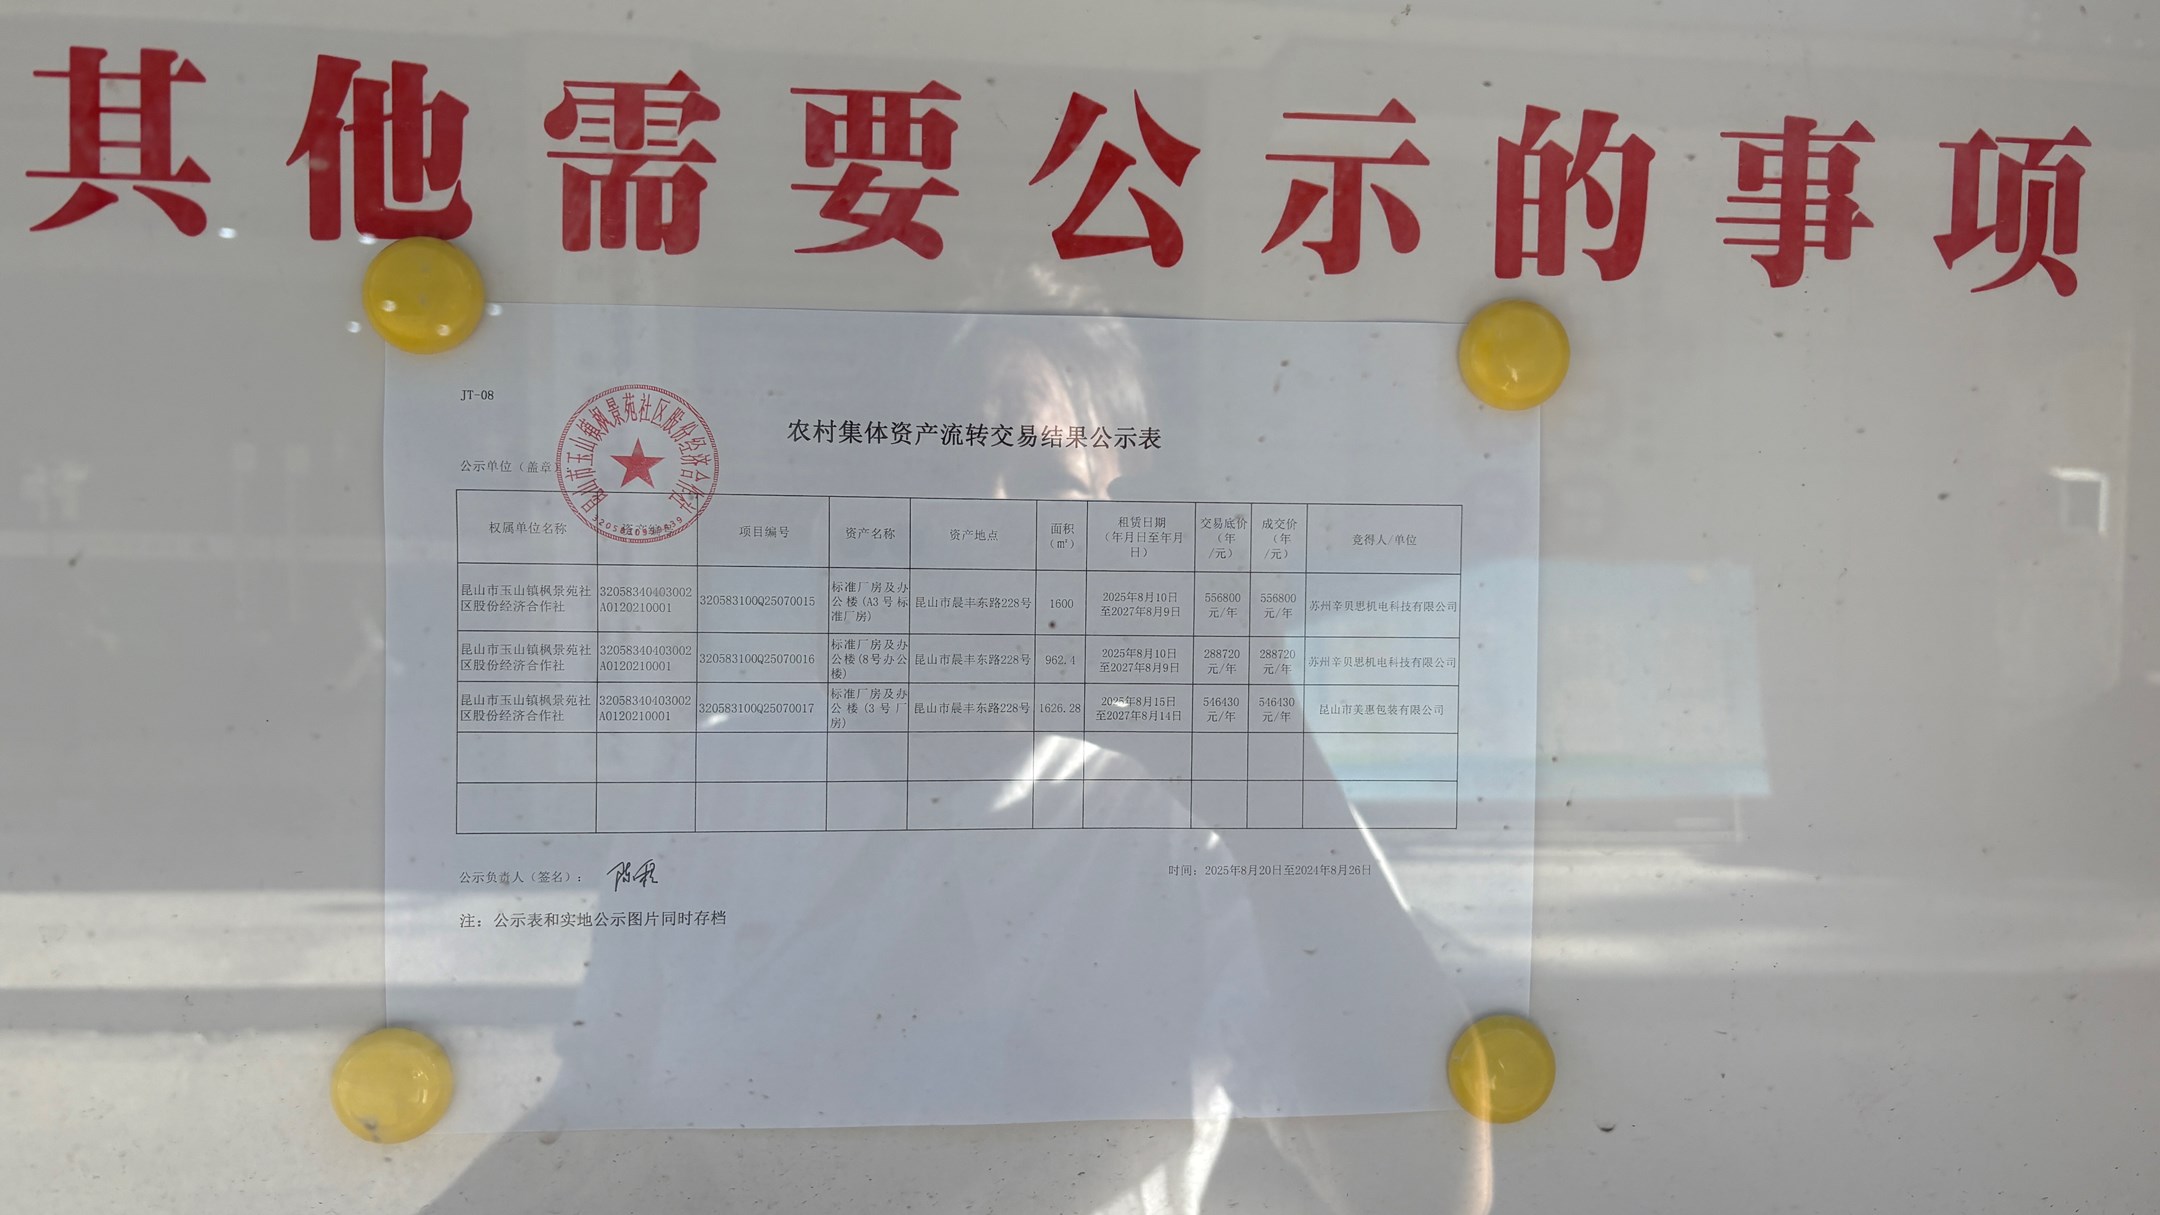 其他需要公示的事项
JT-08
昆山市玉山镇枫景苑社区股份经济合作社
农村集体资产流转交易结果公示表
公示单位（盖章）
权属单位名称 项目编号 资产名称 资产地点 面积（㎡） 租赁日期（年月日至年月日） 交易底价（年/元） 成交价（年/元） 竞得人/单位
昆山市玉山镇枫景苑社区股份经济合作社 32058340403002A0120210001 320583100Q25070015 标准厂房及办公楼(A3号标准厂房) 昆山市晨丰东路228号 1600 2025年8月10日至2027年8月9日 556800元/年 556800元/年 苏州辛贝思机电科技有限公司
昆山市玉山镇枫景苑社区股份经济合作社 32058340403002A0120210001 320583100Q25070016 标准厂房及办公楼(8号办公楼) 昆山市晨丰东路228号 962.4 2025年8月10日至2027年8月9日 288720元/年 288720元/年 苏州辛贝思机电科技有限公司
昆山市玉山镇枫景苑社区股份经济合作社 32058340403002A0120210001 320583100Q25070017 标准厂房及办公楼(3号厂房) 昆山市晨丰东路228号 1626.28 2025年8月15日至2027年8月14日 546430元/年 546430元/年 昆山市美惠包装有限公司
公示负责人（签名）：
时间：2025年8月20日至2024年8月26日
注：公示表和实地公示图片同时存档